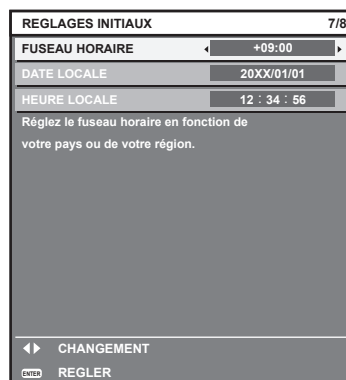 REGLAGES INITIAUX 7/8
FUSEAU HORAIRE +09:00
DATE LOCALE 20XX/01/01
HEURE LOCALE 12 : 34 : 56
Réglez le fuseau horaire en fonction de
votre pays ou de votre région.
CHANGEMENT
ENTER REGLER